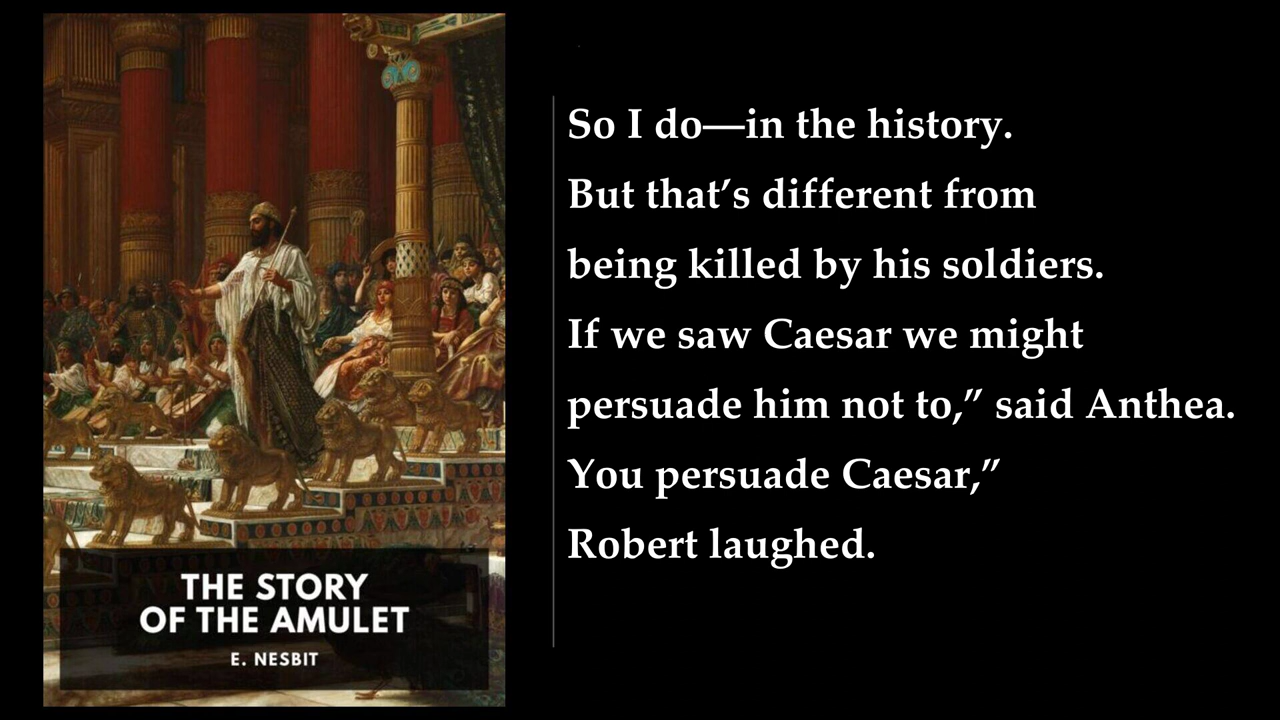 THE STORY
OF THE AMULET
E. NESBIT
So I do—in the history.
But that’s different from
being killed by his soldiers.
If we saw Caesar we might
persuade him not to,” said Anthea.
You persuade Caesar,”
Robert laughed.